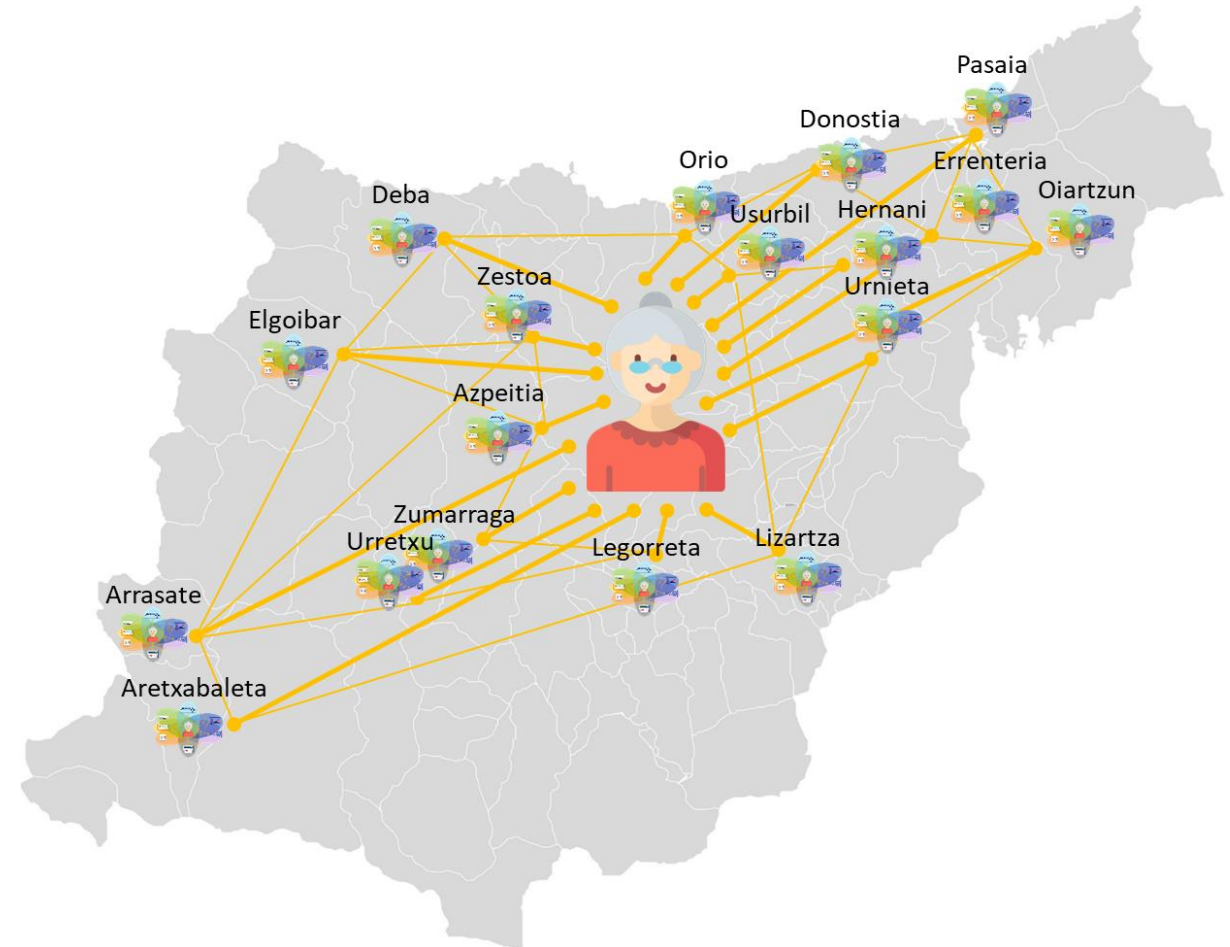 Pasaia
Donostia
Errenteria
Orio
Oiartzun
Deba
Usurbil
Hernani
Zestoa
Urnieta
Elgoibar
Azpeitia
Zumarraga
Urretxu
Legorreta
Lizartza
Arrasate
Aretxabaleta